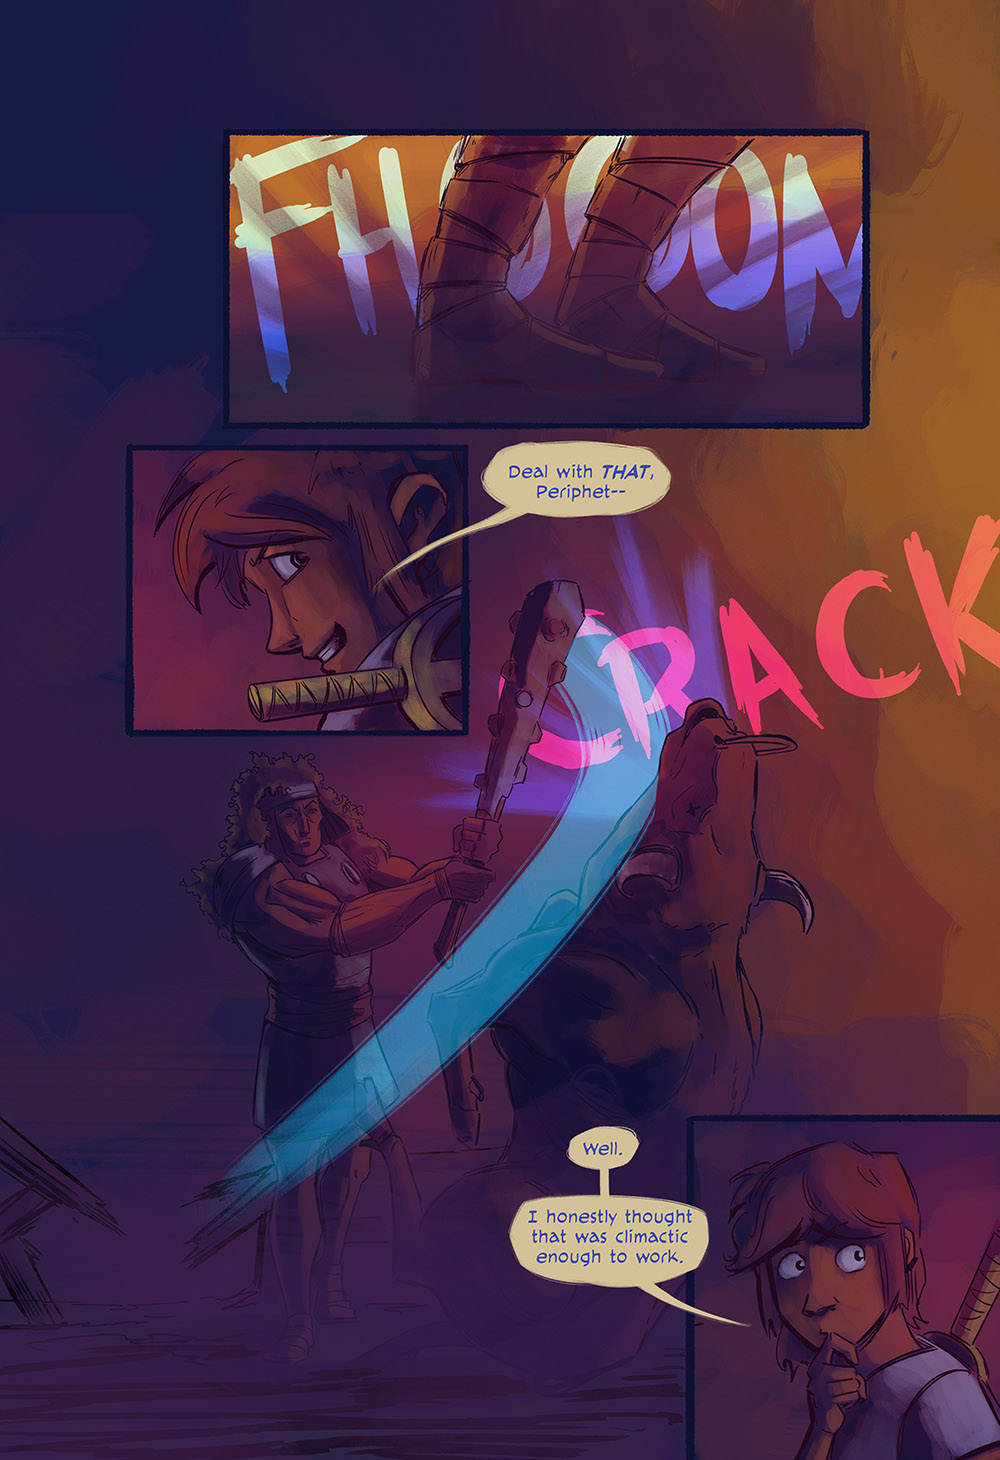 FHOOOM
Deal with THAT,
Periphet--
CRACK
Well.
I honestly thought
that was climactic
enough to work.